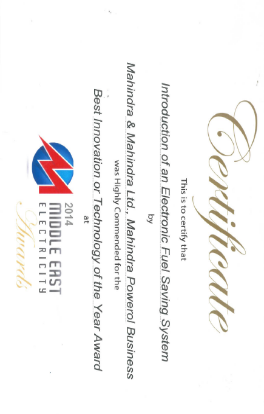 Certificate
This is to certify that
Introduction of an Electronic Fuel Saving System
by
Mahindra & Mahindra Ltd., Mahindra Powerol Business
was Highly Commended for the
Best Innovation or Technology of the Year Award
at
2014
MIDDLE EAST
ELECTRICITY
Awards